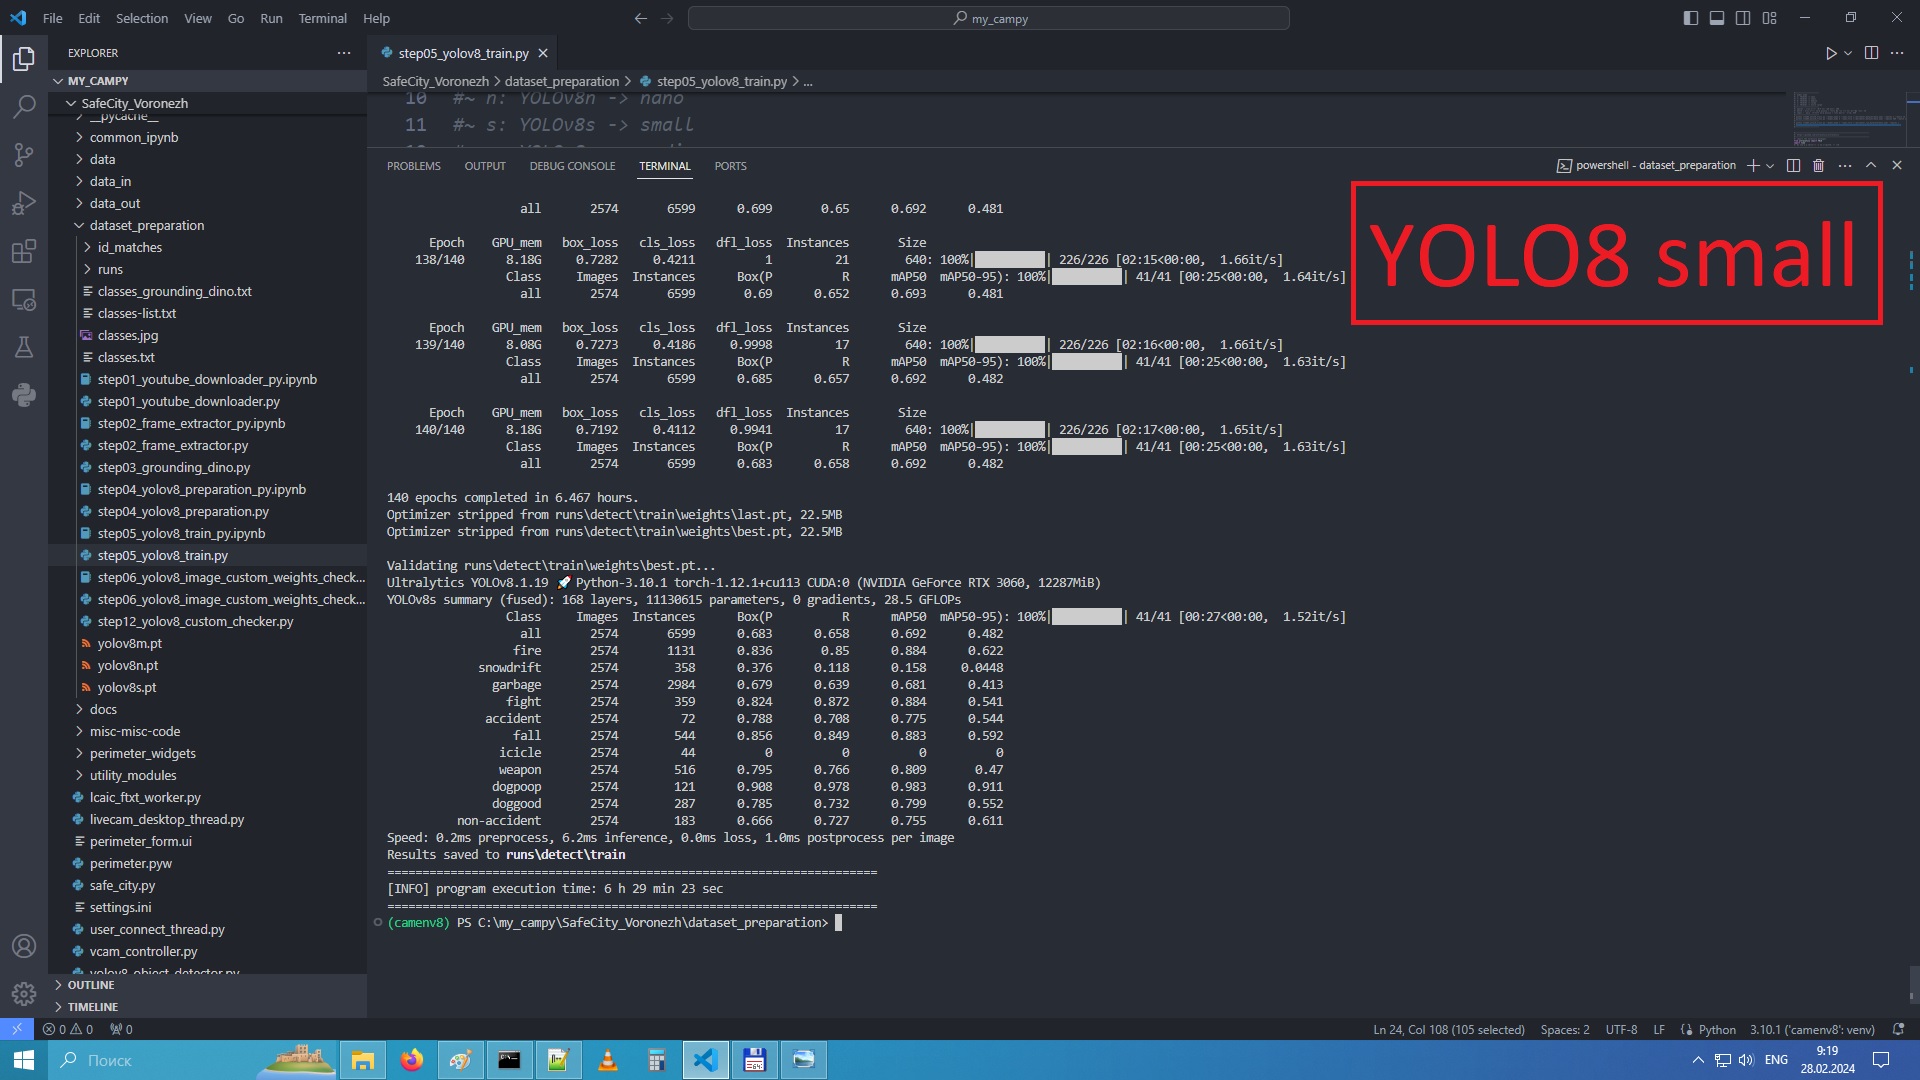 File Edit Selection View Go Run Terminal Help
my_campy
EXPLORER
MY_CAMPY
SafeCity_Voronezh
__pycache__
common_ipynb
data
data_in
data_out
dataset_preparation
id_matches
runs
classes_grounding_dino.txt
classes-list.txt
classes.jpg
classes.txt
step01_youtube_downloader_py.ipynb
step01_youtube_downloader.py
step02_frame_extractor_py.ipynb
step02_frame_extractor.py
step03_grounding_dino.py
step04_yolov8_preparation_py.ipynb
step04_yolov8_preparation.py
step05_yolov8_train_py.ipynb
step05_yolov8_train.py
step06_yolov8_image_custom_weights_check...
step06_yolov8_image_custom_weights_check...
step12_yolov8_custom_checker.py
yolov8m.pt
yolov8n.pt
yolov8s.pt
docs
misc-misc-code
perimeter_widgets
utility_modules
lcaic_ftxt_worker.py
livecam_desktop_thread.py
perimeter_form.ui
perimeter.pyw
safe_city.py
settings.ini
user_connect_thread.py
vcam_controller.py
yolov8_object_detector.py
OUTLINE
TIMELINE
step05_yolov8_train.py
SafeCity_Voronezh > dataset_preparation > step05_yolov8_train.py > ...
10 #~ n: YOLOv8n -> nano
11 #~ s: YOLOv8s -> small
PROBLEMS OUTPUT DEBUG CONSOLE TERMINAL PORTS
powershell - dataset_preparation
YOLO8 small
all 2574 6599 0.699 0.65 0.692 0.481
Epoch GPU_mem box_loss cls_loss dfl_loss Instances Size
138/140 8.18G 0.7282 0.4211 1 21 640: 100%| | 226/226 [02:15<00:00, 1.66it/s]
Class Images Instances Box(P R mAP50 mAP50-95): 100%| | 41/41 [00:25<00:00, 1.64it/s]
all 2574 6599 0.69 0.652 0.693 0.481
Epoch GPU_mem box_loss cls_loss dfl_loss Instances Size
139/140 8.08G 0.7273 0.4186 0.9998 17 640: 100%| | 226/226 [02:16<00:00, 1.66it/s]
Class Images Instances Box(P R mAP50 mAP50-95): 100%| | 41/41 [00:25<00:00, 1.63it/s]
all 2574 6599 0.685 0.657 0.692 0.482
Epoch GPU_mem box_loss cls_loss dfl_loss Instances Size
140/140 8.18G 0.7192 0.4112 0.9941 17 640: 100%| | 226/226 [02:17<00:00, 1.65it/s]
Class Images Instances Box(P R mAP50 mAP50-95): 100%| | 41/41 [00:25<00:00, 1.63it/s]
all 2574 6599 0.683 0.658 0.692 0.482
140 epochs completed in 6.467 hours.
Optimizer stripped from runs\detect\train\weights\last.pt, 22.5MB
Optimizer stripped from runs\detect\train\weights\best.pt, 22.5MB
Validating runs\detect\train\weights\best.pt...
Ultralytics YOLOv8.1.19 🚀 Python-3.10.1 torch-1.12.1+cu113 CUDA:0 (NVIDIA GeForce RTX 3060, 12287MiB)
YOLOv8s summary (fused): 168 layers, 11130615 parameters, 0 gradients, 28.5 GFLOPs
Class Images Instances Box(P R mAP50 mAP50-95): 100%| | 41/41 [00:27<00:00, 1.52it/s]
all 2574 6599 0.683 0.658 0.692 0.482
fire 2574 1131 0.836 0.85 0.884 0.622
snowdrift 2574 358 0.376 0.118 0.158 0.0448
garbage 2574 2984 0.679 0.639 0.681 0.413
fight 2574 359 0.824 0.872 0.884 0.541
accident 2574 72 0.788 0.708 0.775 0.544
fall 2574 544 0.856 0.849 0.883 0.592
icicle 2574 44 0 0 0 0
weapon 2574 516 0.795 0.766 0.809 0.47
dogpoop 2574 121 0.908 0.978 0.983 0.911
doggood 2574 287 0.785 0.732 0.799 0.552
non-accident 2574 183 0.666 0.727 0.755 0.611
Speed: 0.2ms preprocess, 6.2ms inference, 0.0ms loss, 1.0ms postprocess per image
Results saved to runs\detect\train
======================================================================
[INFO] program execution time: 6 h 29 min 23 sec
======================================================================
(camenv8) PS C:\my_campy\SafeCity_Voronezh\dataset_preparation>
0 0 0 Ln 24, Col 108 (105 selected) Spaces: 2 UTF-8 LF Python 3.10.1 ('camenv8': venv)
Поиск
ENG
9:19
28.02.2024